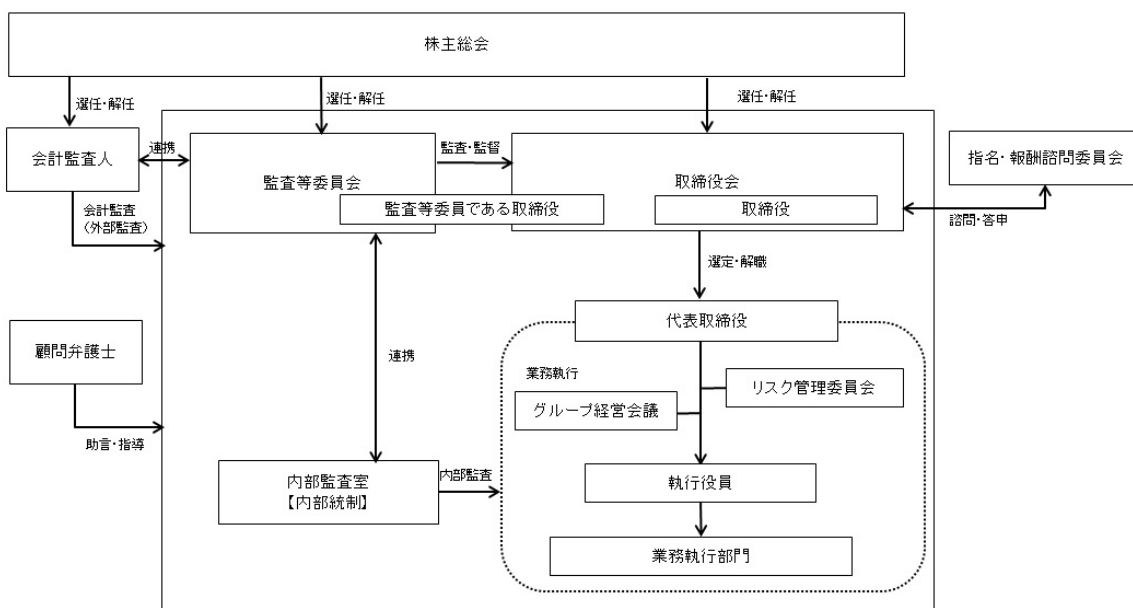 株主総会
選任・解任
選任・解任
選任・解任
会計監査人
連携
監査等委員会
監査・監督
取締役会
指名・報酬諮問委員会
監査等委員である取締役
取締役
会計監査
(外部監査)
諮問・答申
選定・解職
代表取締役
顧問弁護士
連携
業務執行
リスク管理委員会
グループ経営会議
助言・指導
内部監査室
【内部統制】
内部監査
執行役員
業務執行部門